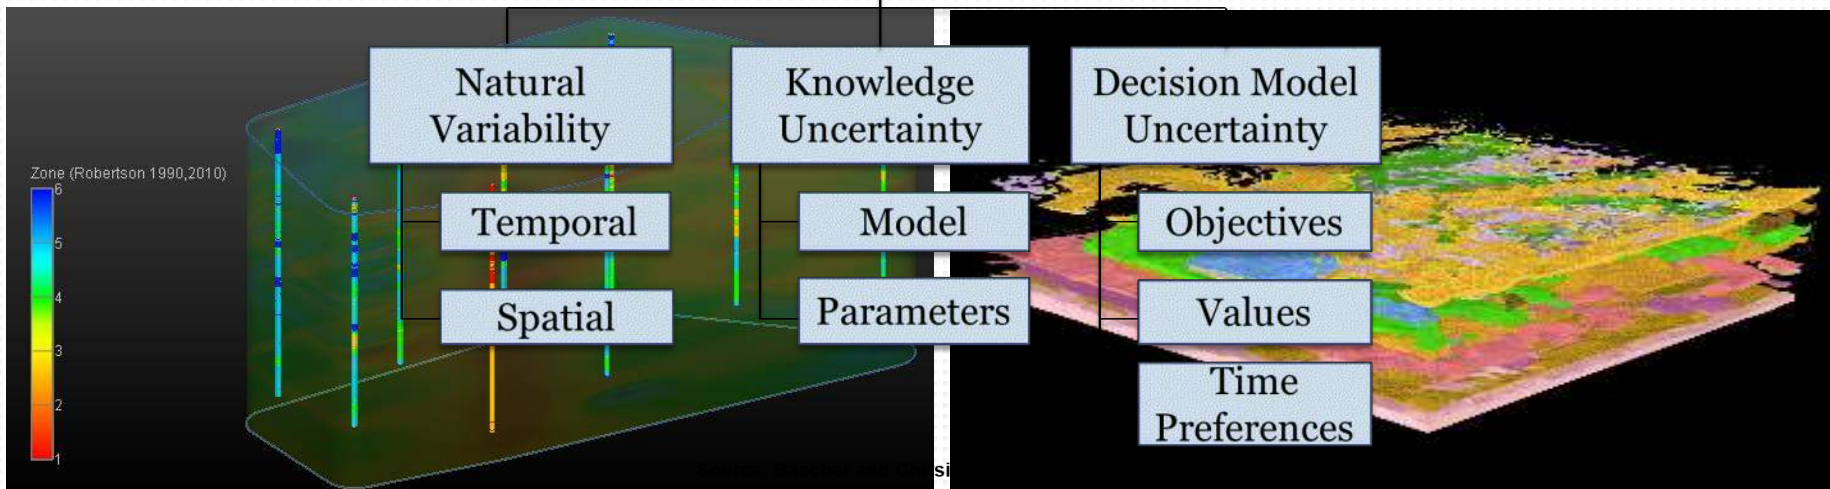 Natural
Variability
Temporal
Spatial
Knowledge
Uncertainty
Model
Parameters
Decision Model
Uncertainty
Objectives
Values
Time
Preferences
Zone (Robertson 1990,2010)
6
5
4
3
2
1
Source: